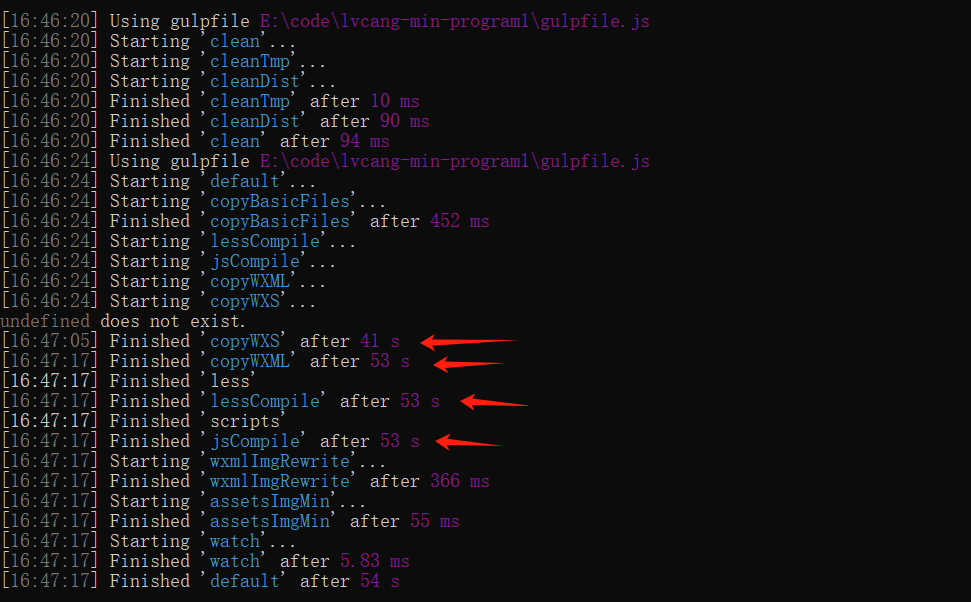 [16:46:20] Using gulpfile E:\code\lvcang-min-program1\gulpfile.js
[16:46:20] Starting 'clean'...
[16:46:20] Starting 'cleanTmp'...
[16:46:20] Starting 'cleanDist'...
[16:46:20] Finished 'cleanTmp' after 10 ms
[16:46:20] Finished 'cleanDist' after 90 ms
[16:46:20] Finished 'clean' after 94 ms
[16:46:24] Using gulpfile E:\code\lvcang-min-program1\gulpfile.js
[16:46:24] Starting 'default'...
[16:46:24] Starting 'copyBasicFiles'...
[16:46:24] Finished 'copyBasicFiles' after 452 ms
[16:46:24] Starting 'lessCompile'...
[16:46:24] Starting 'jsCompile'...
[16:46:24] Starting 'copyWXML'...
[16:46:24] Starting 'copyWXS'...
undefined does not exist.
[16:47:05] Finished 'copyWXS' after 41 s
[16:47:17] Finished 'copyWXML' after 53 s
[16:47:17] Finished 'less'
[16:47:17] Finished 'lessCompile' after 53 s
[16:47:17] Finished 'scripts'
[16:47:17] Finished 'jsCompile' after 53 s
[16:47:17] Starting 'wxmlImgRewrite'...
[16:47:17] Finished 'wxmlImgRewrite' after 366 ms
[16:47:17] Starting 'assetsImgMin'...
[16:47:17] Finished 'assetsImgMin' after 55 ms
[16:47:17] Starting 'watch'...
[16:47:17] Finished 'watch' after 5.83 ms
[16:47:17] Finished 'default' after 54 s